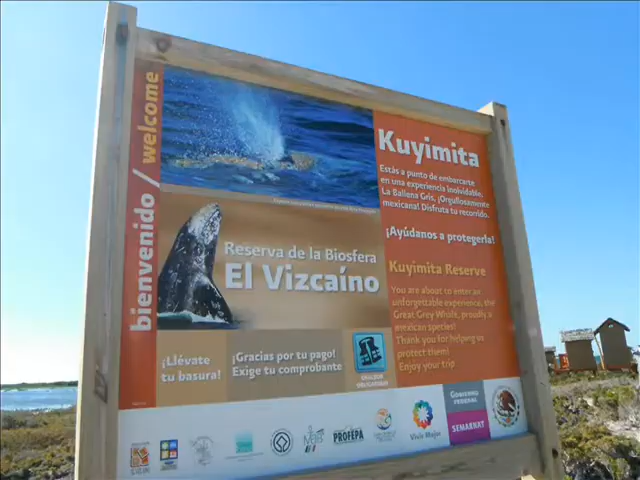 bienvenido / welcome
Kuyimita
Estás a punto de embarcarte
en una experiencia inolvidable,
La Ballena Gris, ¡Orgullosamente
mexicana! Disfruta tu recorrido.
¡Ayúdanos a protegerla!
Reserva de la Biosfera
El Vizcaíno
Kuyimita Reserve
You are about to enter an
unforgettable experience, the
Great Grey Whale, proudly a
mexican species!
Thank you for helping us
protect them!
Enjoy your trip
¡Llévate
tu basura!
¡Gracias por tu pago!
Exige tu comprobante
PROFEPA
Vivir Mejor
GOBIERNO
FEDERAL
SEMARNAT